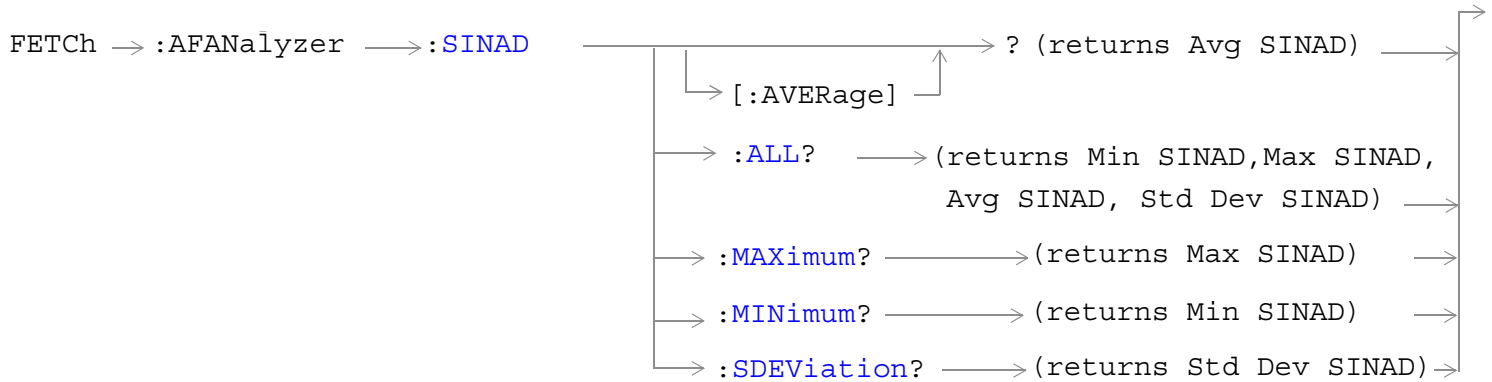 FETCh :AFANalyzer :SINAD ? (returns Avg SINAD)
[:AVERage]
:ALL? (returns Min SINAD,Max SINAD,
Avg SINAD, Std Dev SINAD)
:MAXimum? (returns Max SINAD)
:MINimum? (returns Min SINAD)
:SDEViation? (returns Std Dev SINAD)